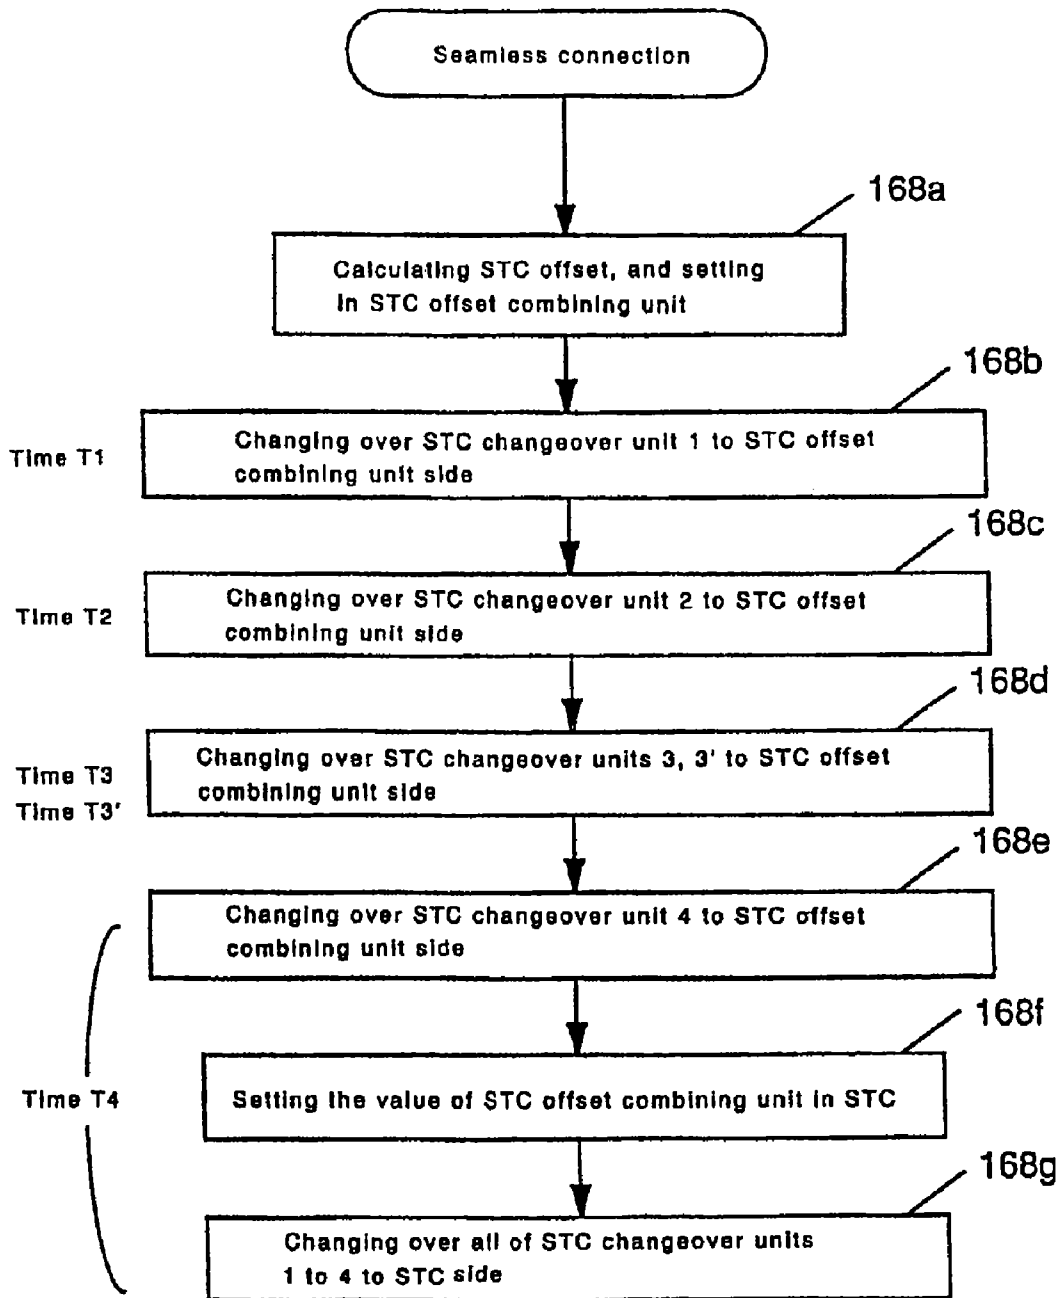 Seamless connection
168a
Calculating STC offset, and setting
in STC offset combining unit
168b
Time T1
Changing over STC changeover unit 1 to STC offset
combining unit side
168c
Time T2
Changing over STC changeover unit 2 to STC offset
combining unit side
168d
Time T3
Time T3'
Changing over STC changeover units 3, 3' to STC offset
combining unit side
168e
Changing over STC changeover unit 4 to STC offset
combining unit side
168f
Time T4
Setting the value of STC offset combining unit in STC
168g
Changing over all of STC changeover units
1 to 4 to STC side